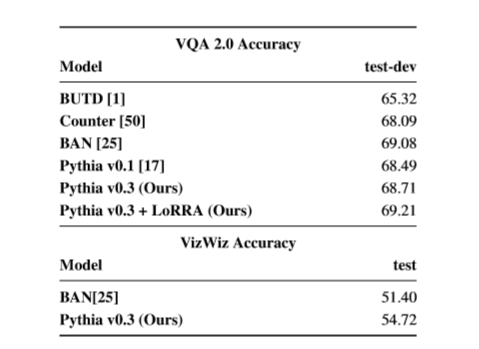 VQA 2.0 Accuracy
Model test-dev
BUTD [1] 65.32
Counter [50] 68.09
BAN [25] 69.08
Pythia v0.1 [17] 68.49
Pythia v0.3 (Ours) 68.71
Pythia v0.3 + LoRRA (Ours) 69.21
VizWiz Accuracy
Model test
BAN[25] 51.40
Pythia v0.3 (Ours) 54.72